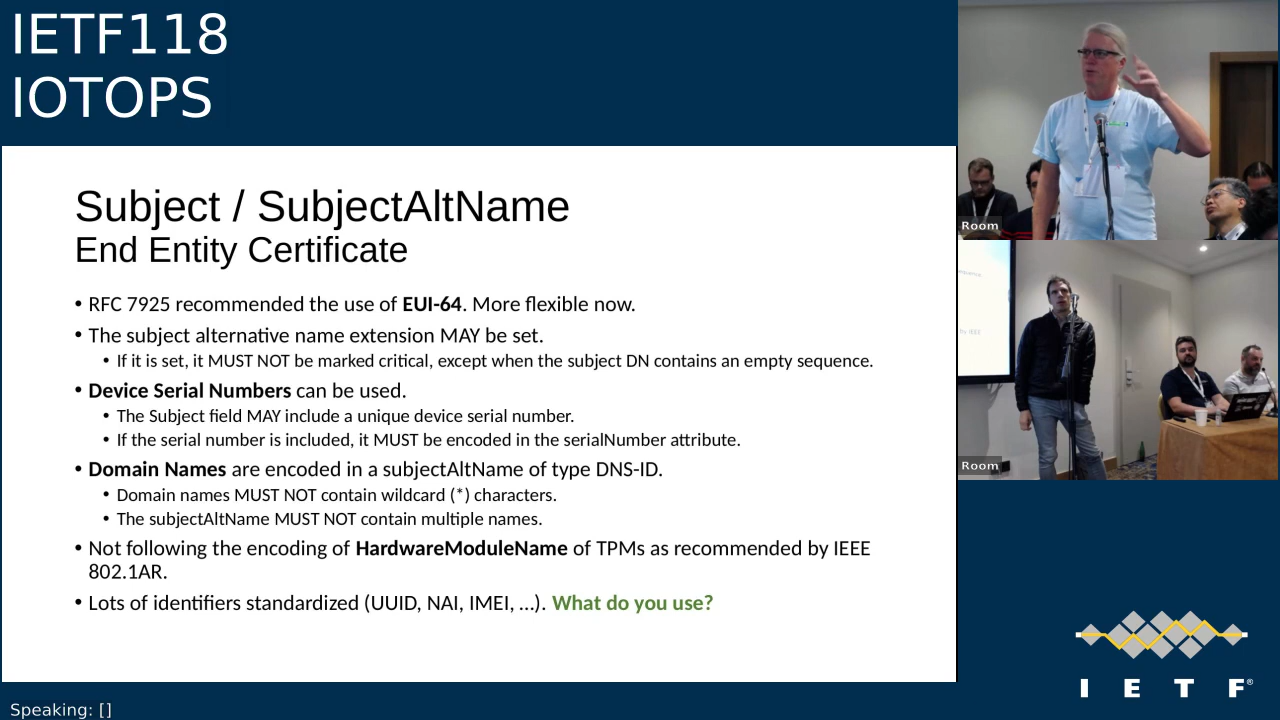 IETF118
IOTOPS
Subject / SubjectAltName
End Entity Certificate
• RFC 7925 recommended the use of EUI-64. More flexible now.
• The subject alternative name extension MAY be set.
• If it is set, it MUST NOT be marked critical, except when the subject DN contains an empty sequence.
• Device Serial Numbers can be used.
• The Subject field MAY include a unique device serial number.
• If the serial number is included, it MUST be encoded in the serialNumber attribute.
• Domain Names are encoded in a subjectAltName of type DNS-ID.
• Domain names MUST NOT contain wildcard (*) characters.
• The subjectAltName MUST NOT contain multiple names.
• Not following the encoding of HardwareModuleName of TPMs as recommended by IEEE
802.1AR.
• Lots of identifiers standardized (UUID, NAI, IMEI, ...). What do you use?
Room
Room
I E T F®
Speaking: []